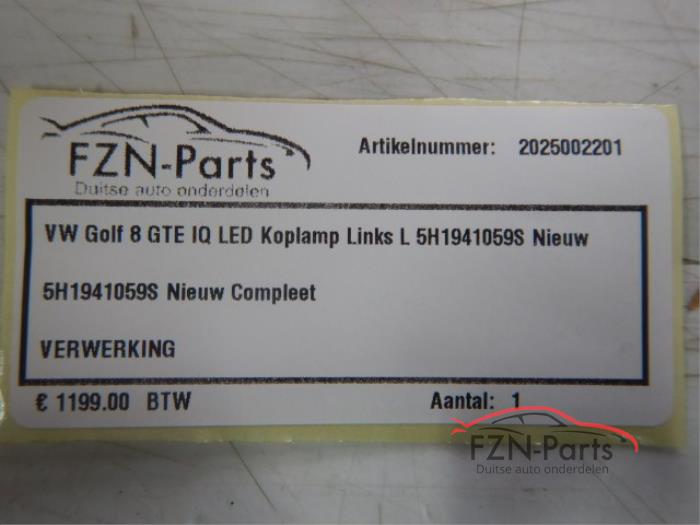 FZN-Parts
Duitse auto onderdelen
Artikelnummer: 2025002201
VW Golf 8 GTE IQ LED Koplamp Links L 5H1941059S Nieuw
5H1941059S Nieuw Compleet
VERWERKING
€ 1199.00 BTW
Aantal: 1
FZN-Parts
Duitse auto onderdelen